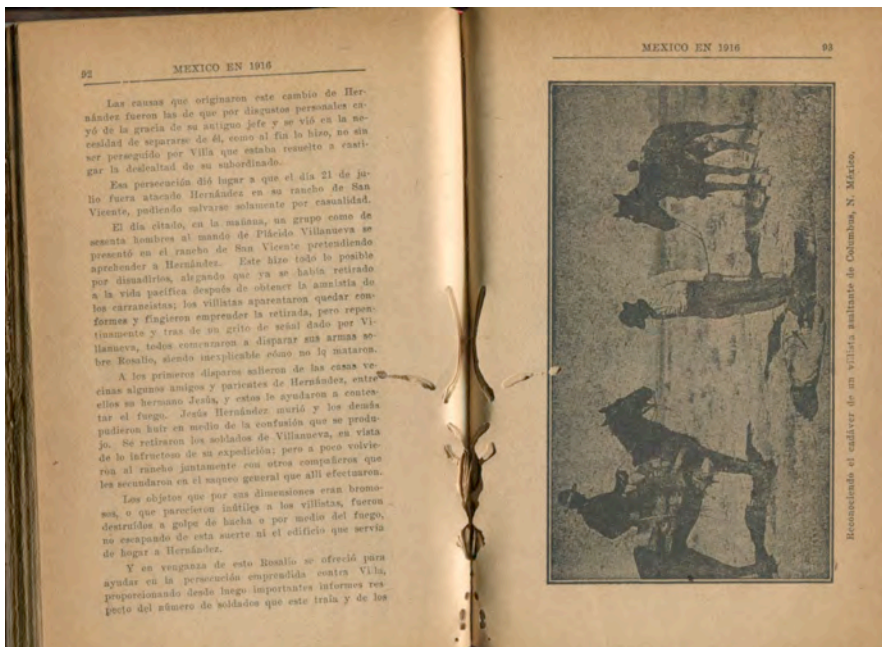 92
MEXICO EN 1916
Las causas que originaron este cambio de Her-
nández fueron las de que por disgustos personales ca-
yó de la gracia de su antiguo jefe y se vió en la ne-
cesidad de separarse de él, como al fin lo hizo, no sin
ser perseguido por Villa que estaba resuelto a casti-
gar la deslealtad de su subordinado.
Esa persecución dió lugar a que el día 21 de ju-
lio fuera atacado Hernández en su rancho de San
Vicente, pudiendo salvarse solamente por casualidad.
El día citado, en la mañana, un grupo como de
sesenta hombres al mando de Plácido Villanueva se
presentó en el rancho de San Vicente pretendiendo
aprehender a Hernández. Este hizo todo lo posible
por disuadirlos, alegando que ya se había retirado
a la vida pacífica después de obtener la amnistía de
los carrancistas; los villistas aparentaron quedar con-
formes y fingieron emprender la retirada, pero repen-
tinamente y tras de un grito de señal dado por Vi-
llanueva, todos comenzaron a disparar sus armas so-
bre Rosalío, siendo inexplicable cómo no lo mataron.
A los primeros disparos salieron de las casas ve-
cinas algunos amigos y parientes de Hernández, entre
ellos su hermano Jesús, y estos le ayudaron a contes-
tar el fuego. Jesús Hernández murió y los demás
pudieron huir en medio de la confusión que se produ-
jo. Se retiraron los soldados de Villanueva, en vista
de lo infructoso de su expedición; pero a poco volvie-
ron al rancho juntamente con otros compañeros que
les secundaron en el saqueo general que allí efectuaron.
Los objetos que por sus dimensiones eran bromo-
sos, o que parecieron inútiles a los villistas, fueron
destruídos a golpe de hacha o por medio del fuego,
no escapando de esta suerte ni el edificio que servía
de hogar a Hernández.
Y en venganza de esto Rosalío se ofreció para
ayudar en la persecución emprendida contra Villa,
proporcionando desde luego importantes informes res-
pecto del número de soldados que este traía y de los
MEXICO EN 1916
93
Reconociendo el cadáver de un villista asaltante de Columbus, N. México.